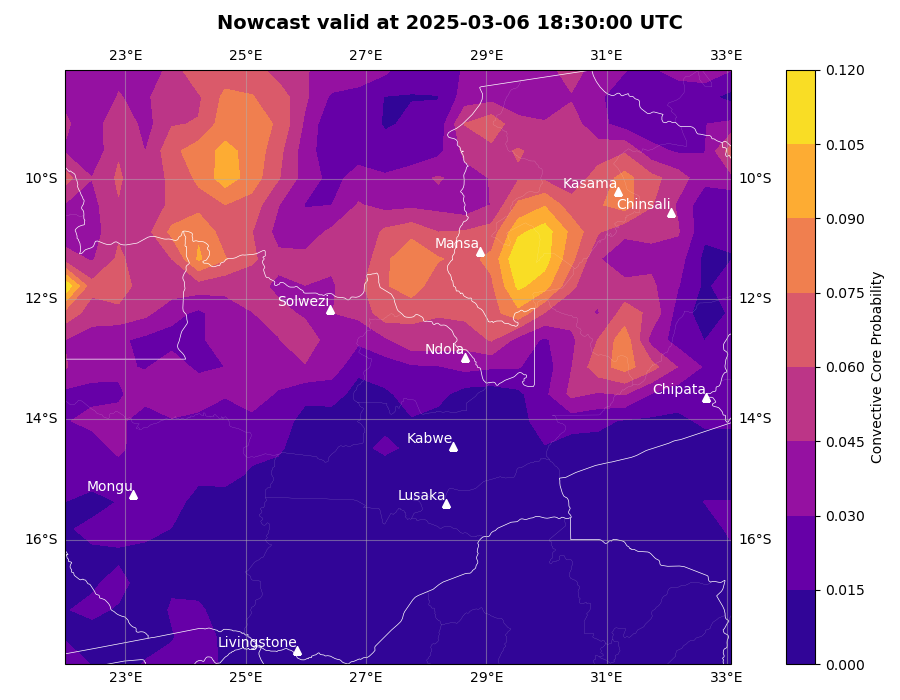 Nowcast valid at 2025-03-06 18:30:00 UTC
23°E 25°E 27°E 29°E 31°E 33°E
0.120
0.105
10°S Kasama 10°S
Chinsali
0.090
Mansa
0.075
12°S Solwezi 12°S
0.060
Ndola
Chipata
14°S 14°S
0.045
Kabwe
Mongu Lusaka
0.030
16°S 16°S
0.015
Livingstone
0.000
23°E 25°E 27°E 29°E 31°E 33°E
Convective Core Probability